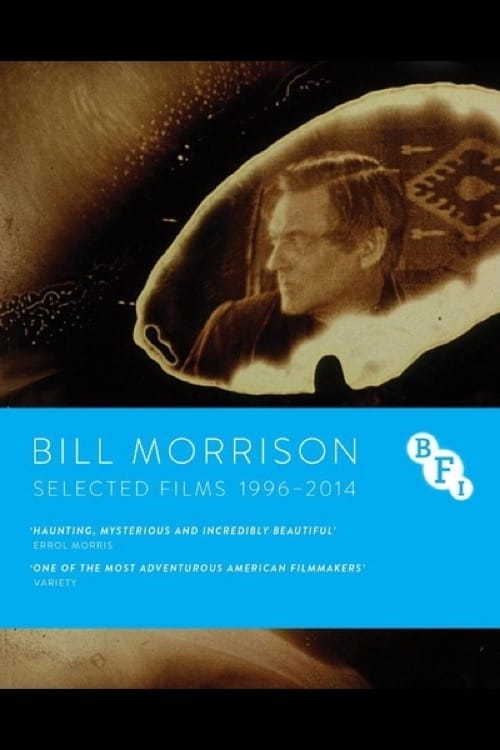 BILL MORRISON
SELECTED FILMS 1996–2014
BFI
‘HAUNTING, MYSTERIOUS AND INCREDIBLY BEAUTIFUL’
ERROL MORRIS
‘ONE OF THE MOST ADVENTUROUS AMERICAN FILMMAKERS’
VARIETY